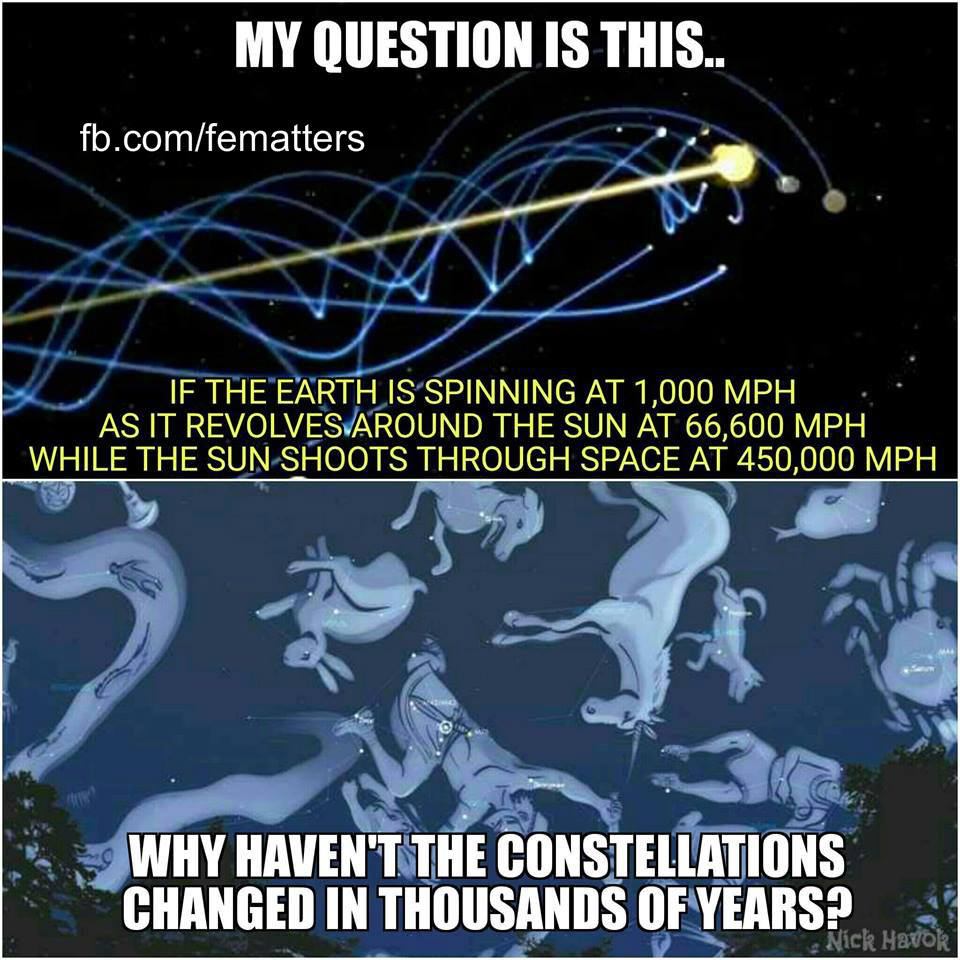 MY QUESTION IS THIS..
fb.com/fematters
IF THE EARTH IS SPINNING AT 1,000 MPH
AS IT REVOLVES AROUND THE SUN AT 66,600 MPH
WHILE THE SUN SHOOTS THROUGH SPACE AT 450,000 MPH
Saturn
WHY HAVEN'T THE CONSTELLATIONS
CHANGED IN THOUSANDS OF YEARS?
Nick Havok